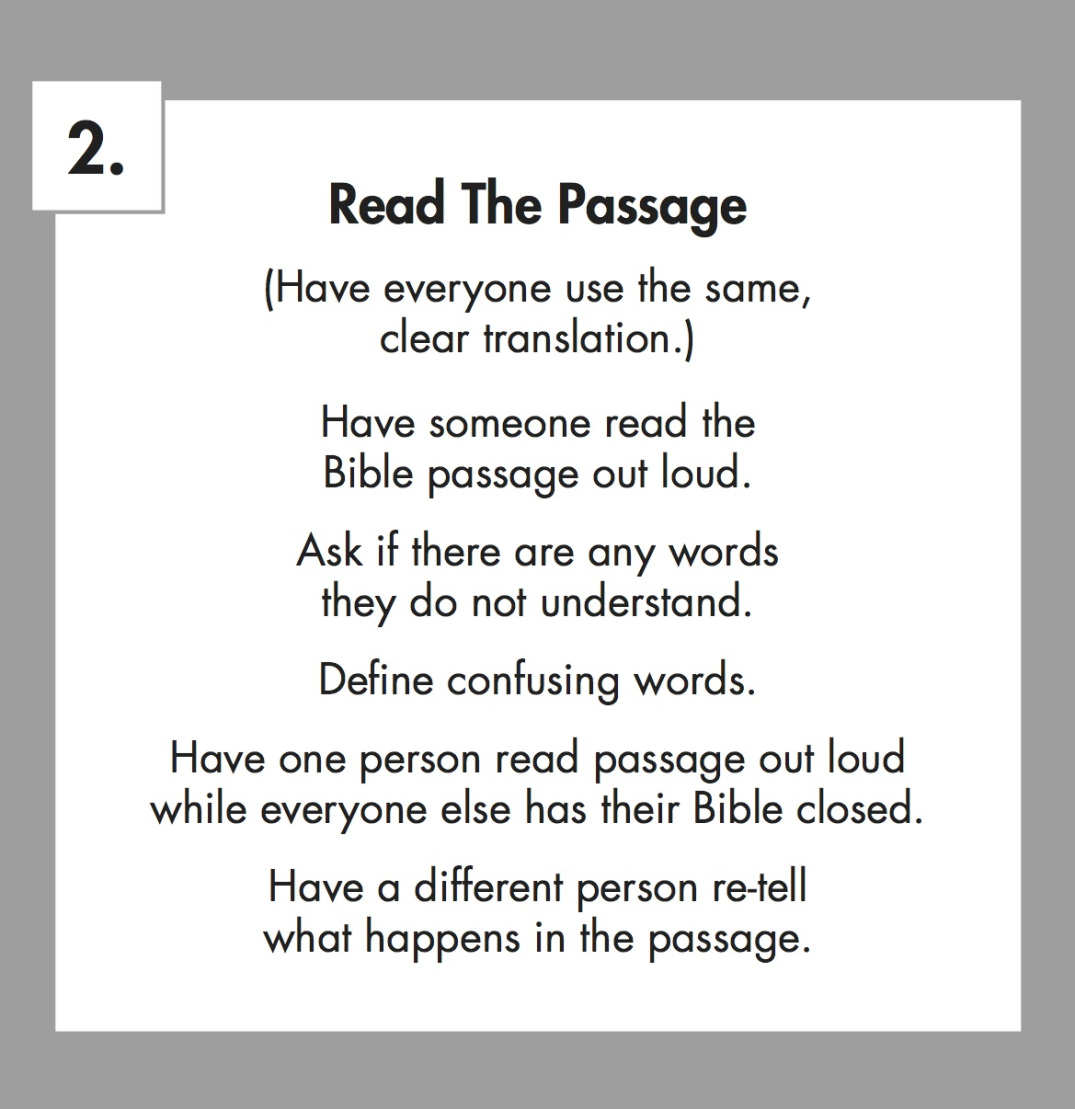 2.
Read The Passage
(Have everyone use the same,
clear translation.)
Have someone read the
Bible passage out loud.
Ask if there are any words
they do not understand.
Define confusing words.
Have one person read passage out loud
while everyone else has their Bible closed.
Have a different person re-tell
what happens in the passage.